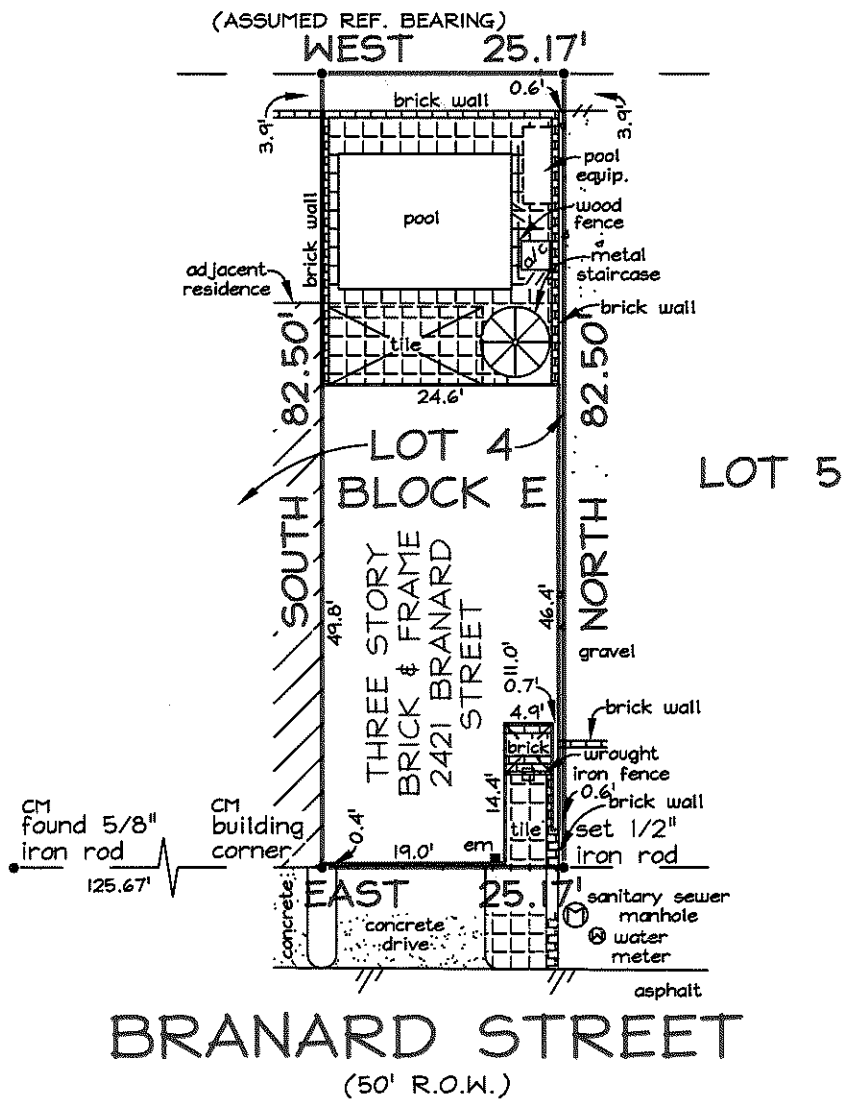 (ASSUMED REF. BEARING)
WEST 25.17'
0.6'
brick wall
3.9'
3.9'
pool equip.
wood fence
pool
brick wall
a/c
metal staircase
adjacent residence
brick wall
tile
82.50'
82.50'
24.6'
LOT 4
BLOCK E
LOT 5
SOUTH
NORTH
THREE STORY
BRICK & FRAME
2421 BRANARD
STREET
49.8'
46.4'
gravel
11.0'
0.7'
4.9'
brick wall
brick
wrought iron fence
14.4'
0.6'
brick wall
tile
CM
found 5/8"
iron rod
125.67'
CM
building
corner
0.4'
19.0'
em
set 1/2"
iron rod
EAST 25.17'
concrete
concrete
drive
M
sanitary sewer
manhole
W
water
meter
asphalt
BRANARD STREET
(50' R.O.W.)